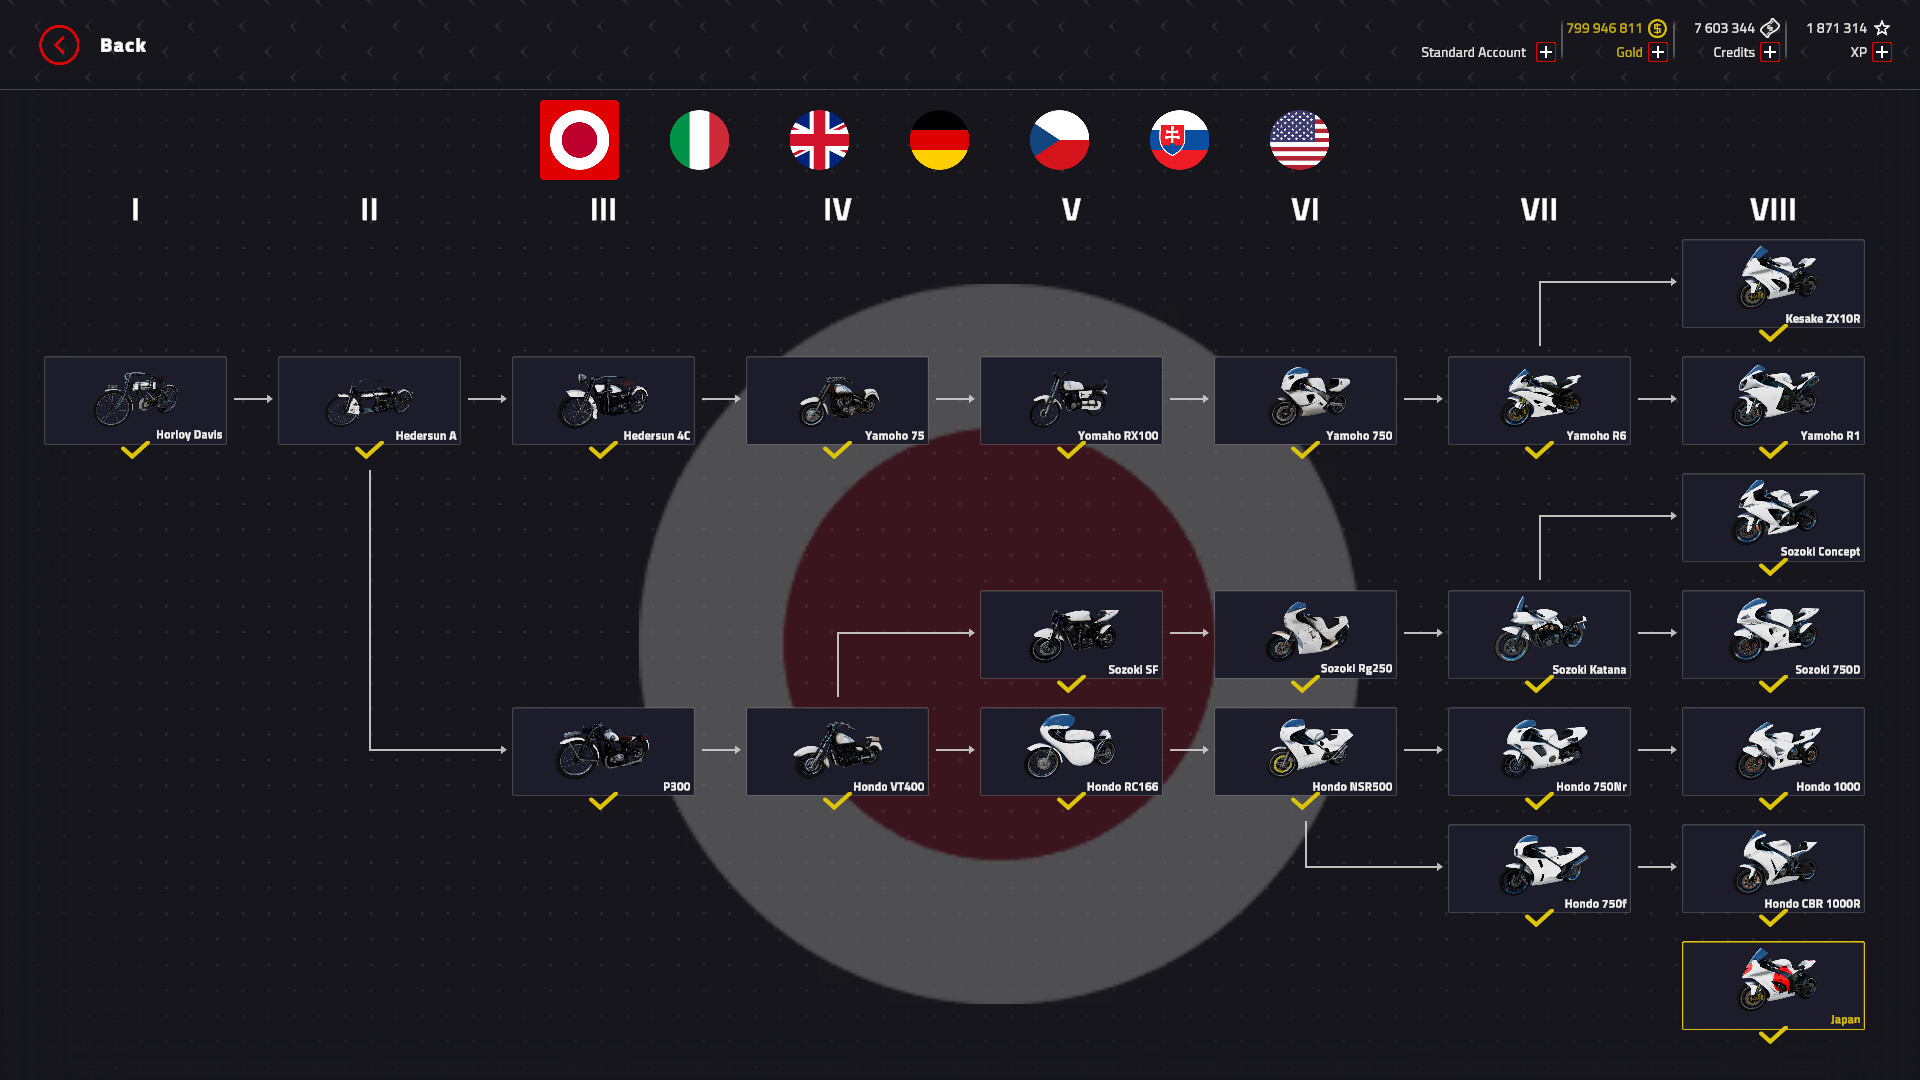 Back
799 946 811
7 603 344
1 871 314
Standard Account
Gold
Credits
XP
I
II
III
IV
V
VI
VII
VIII
Kesake ZX10R
Horloy Davis
Hedersun A
Hedersun 4C
Yamoho 75
Yomaho RX100
Yamoho 750
Yamoho R6
Yamoho R1
Sozoki Concept
Sozoki SF
Sozoki Rg250
Sozoki Katana
Sozoki 750D
P300
Hondo VT400
Hondo RC166
Hondo NSR500
Hondo 750Nr
Hondo 1000
Hondo 750f
Hondo CBR 1000R
Japan